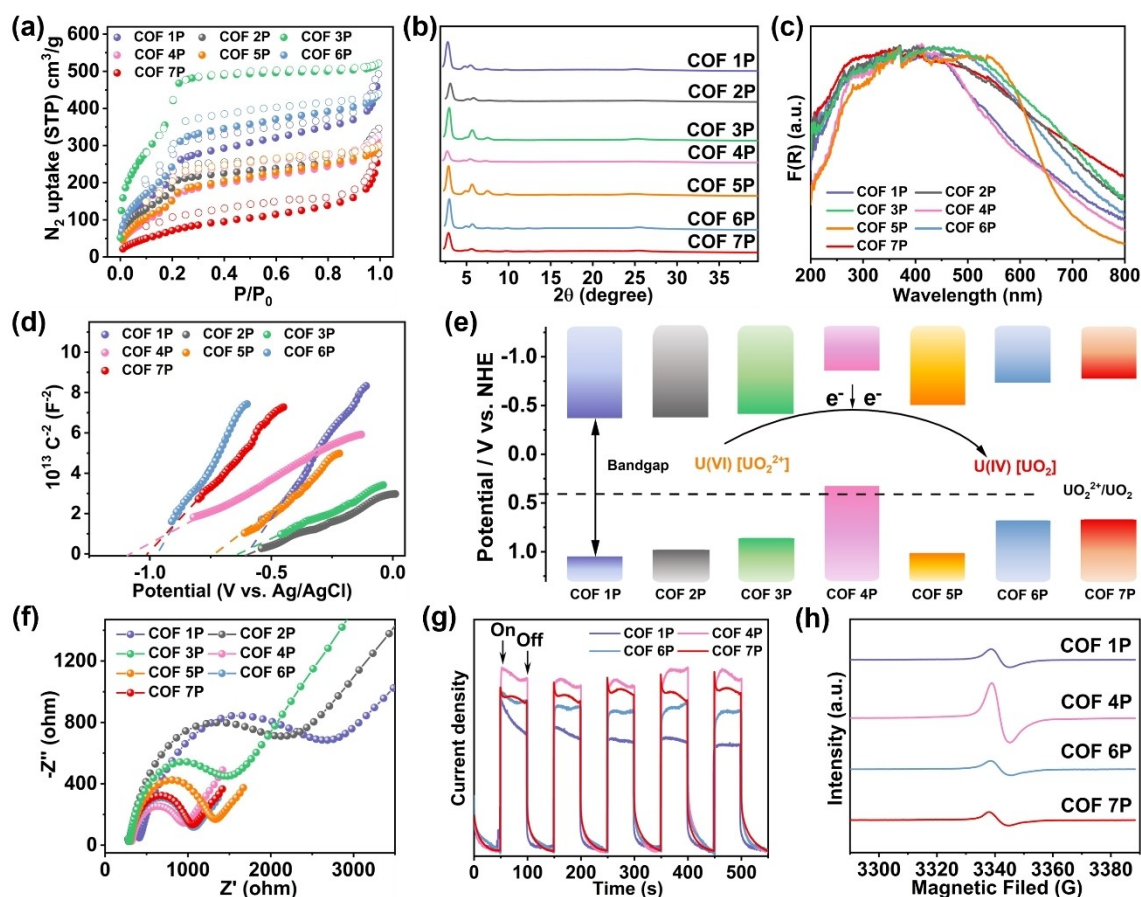 (a)
N2 uptake (STP) cm3/g
600
500
400
300
200
100
0
COF 1P COF 2P COF 3P
COF 4P COF 5P COF 6P
COF 7P
0.0 0.2 0.4 0.6 0.8 1.0
P/P0
(b)
COF 1P
COF 2P
COF 3P
COF 4P
COF 5P
COF 6P
COF 7P
5 10 15 20 25 30 35
2θ (degree)
(c)
F(R) (a.u.)
COF 1P COF 2P
COF 3P COF 4P
COF 5P COF 6P
COF 7P
200 300 400 500 600 700 800
Wavelength (nm)
(d)
10^13 C^-2 (F^-2)
COF 1P COF 2P COF 3P
COF 4P COF 5P COF 6P
COF 7P
10
8
6
4
2
0
-1.0 -0.5 0.0
Potential (V vs. Ag/AgCl)
(e)
Potential / V vs. NHE
-1.0
-0.5
0.0
0.5
1.0
e- e-
Bandgap
U(VI) [UO2^2+]
U(IV) [UO2]
UO2^2+/UO2
COF 1P COF 2P COF 3P COF 4P COF 5P COF 6P COF 7P
(f)
-Z'' (ohm)
COF 1P COF 2P
COF 3P COF 4P
COF 5P COF 6P
COF 7P
1200
800
400
0
0 1000 2000 3000
Z' (ohm)
(g)
Current density
On
Off
COF 1P COF 4P
COF 6P COF 7P
0 100 200 300 400 500
Time (s)
(h)
Intensity (a.u.)
COF 1P
COF 4P
COF 6P
COF 7P
3300 3320 3340 3360 3380
Magnetic Filed (G)